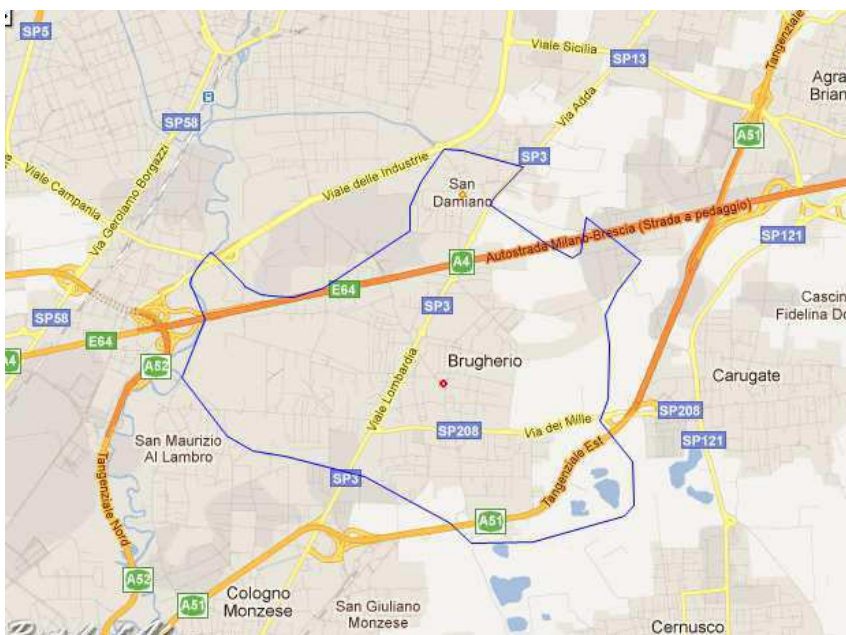 SP5
SP3
Viale Sicilia
SP13
Tangenziale
Agra
Brian
SP58
Via Adda
A51
SP3
Viale Campania
Via Gerolamo Borgazzi
Viale delle Industrie
San
Damiano
Autostrada Milano-Brescia (Strada a pedaggio)
SP121
A4
E64
SP3
Cascin
Fidelina Do
SP58
E64
A4
A52
Brugherio
Carugate
Viale Lombardia
SP208
Via dei Mille
SP208
San Maurizio
Al Lambro
SP121
SP3
Tangenziale Est
Tangenziale Nord
A51
A52
A51
Cologno
Monzese
San Giuliano
Monzese
Cernusco